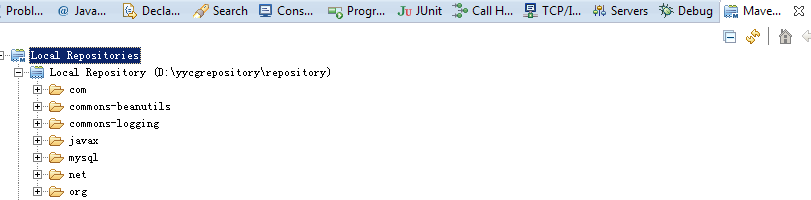 Probl... @ Java... Decla... Search Cons... Progr... JU JUnit Call H... TCP/I... Servers Debug Mave...
Local Repositories
Local Repository (D:\yycgrepository\repository)
com
commons-beanutils
commons-logging
javax
mysql
net
org